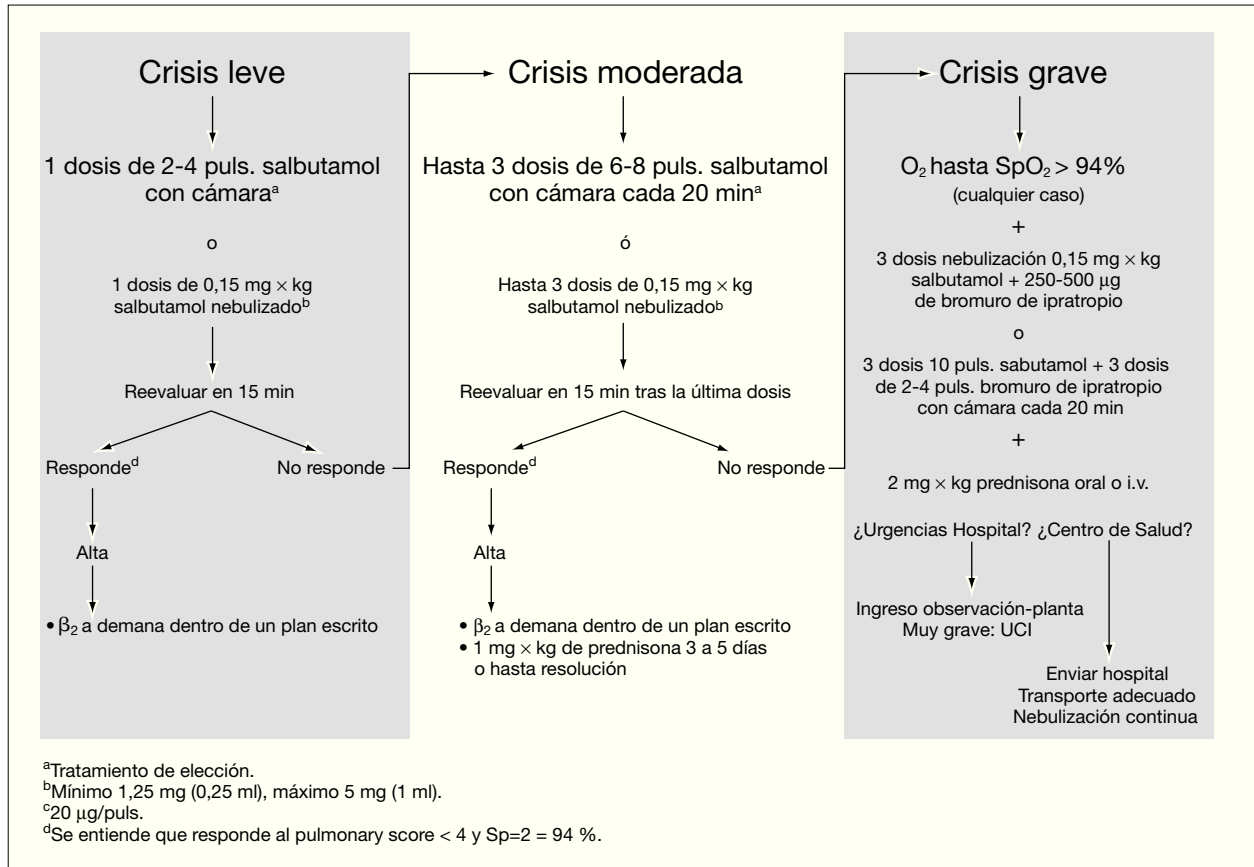 Crisis leve
1 dosis de 2-4 puls. salbutamol
con cámaraᵃ
o
1 dosis de 0,15 mg × kg
salbutamol nebulizadoᵇ
Reevaluar en 15 min
Respondeᵈ
No responde
Alta
• β₂ a demana dentro de un plan escrito
Crisis moderada
Hasta 3 dosis de 6-8 puls. salbutamol
con cámara cada 20 minᵃ
ó
Hasta 3 dosis de 0,15 mg × kg
salbutamol nebulizadoᵇ
Reevaluar en 15 min tras la última dosis
Respondeᵈ
No responde
Alta
• β₂ a demana dentro de un plan escrito
• 1 mg × kg de prednisona 3 a 5 días
o hasta resolución
Crisis grave
O₂ hasta SpO₂ > 94%
(cualquier caso)
+
3 dosis nebulización 0,15 mg × kg
salbutamol + 250-500 μg
de bromuro de ipratropio
o
3 dosis 10 puls. sabutamol + 3 dosis
de 2-4 puls. bromuro de ipratropio
con cámara cada 20 min
+
2 mg × kg prednisona oral o i.v.
¿Urgencias Hospital? ¿Centro de Salud?
Ingreso observación-planta
Muy grave: UCI
Enviar hospital
Transporte adecuado
Nebulización continua
ᵃTratamiento de elección.
ᵇMínimo 1,25 mg (0,25 ml), máximo 5 mg (1 ml).
ᶜ20 μg/puls.
ᵈSe entiende que responde al pulmonary score < 4 y Sp=2 = 94 %.